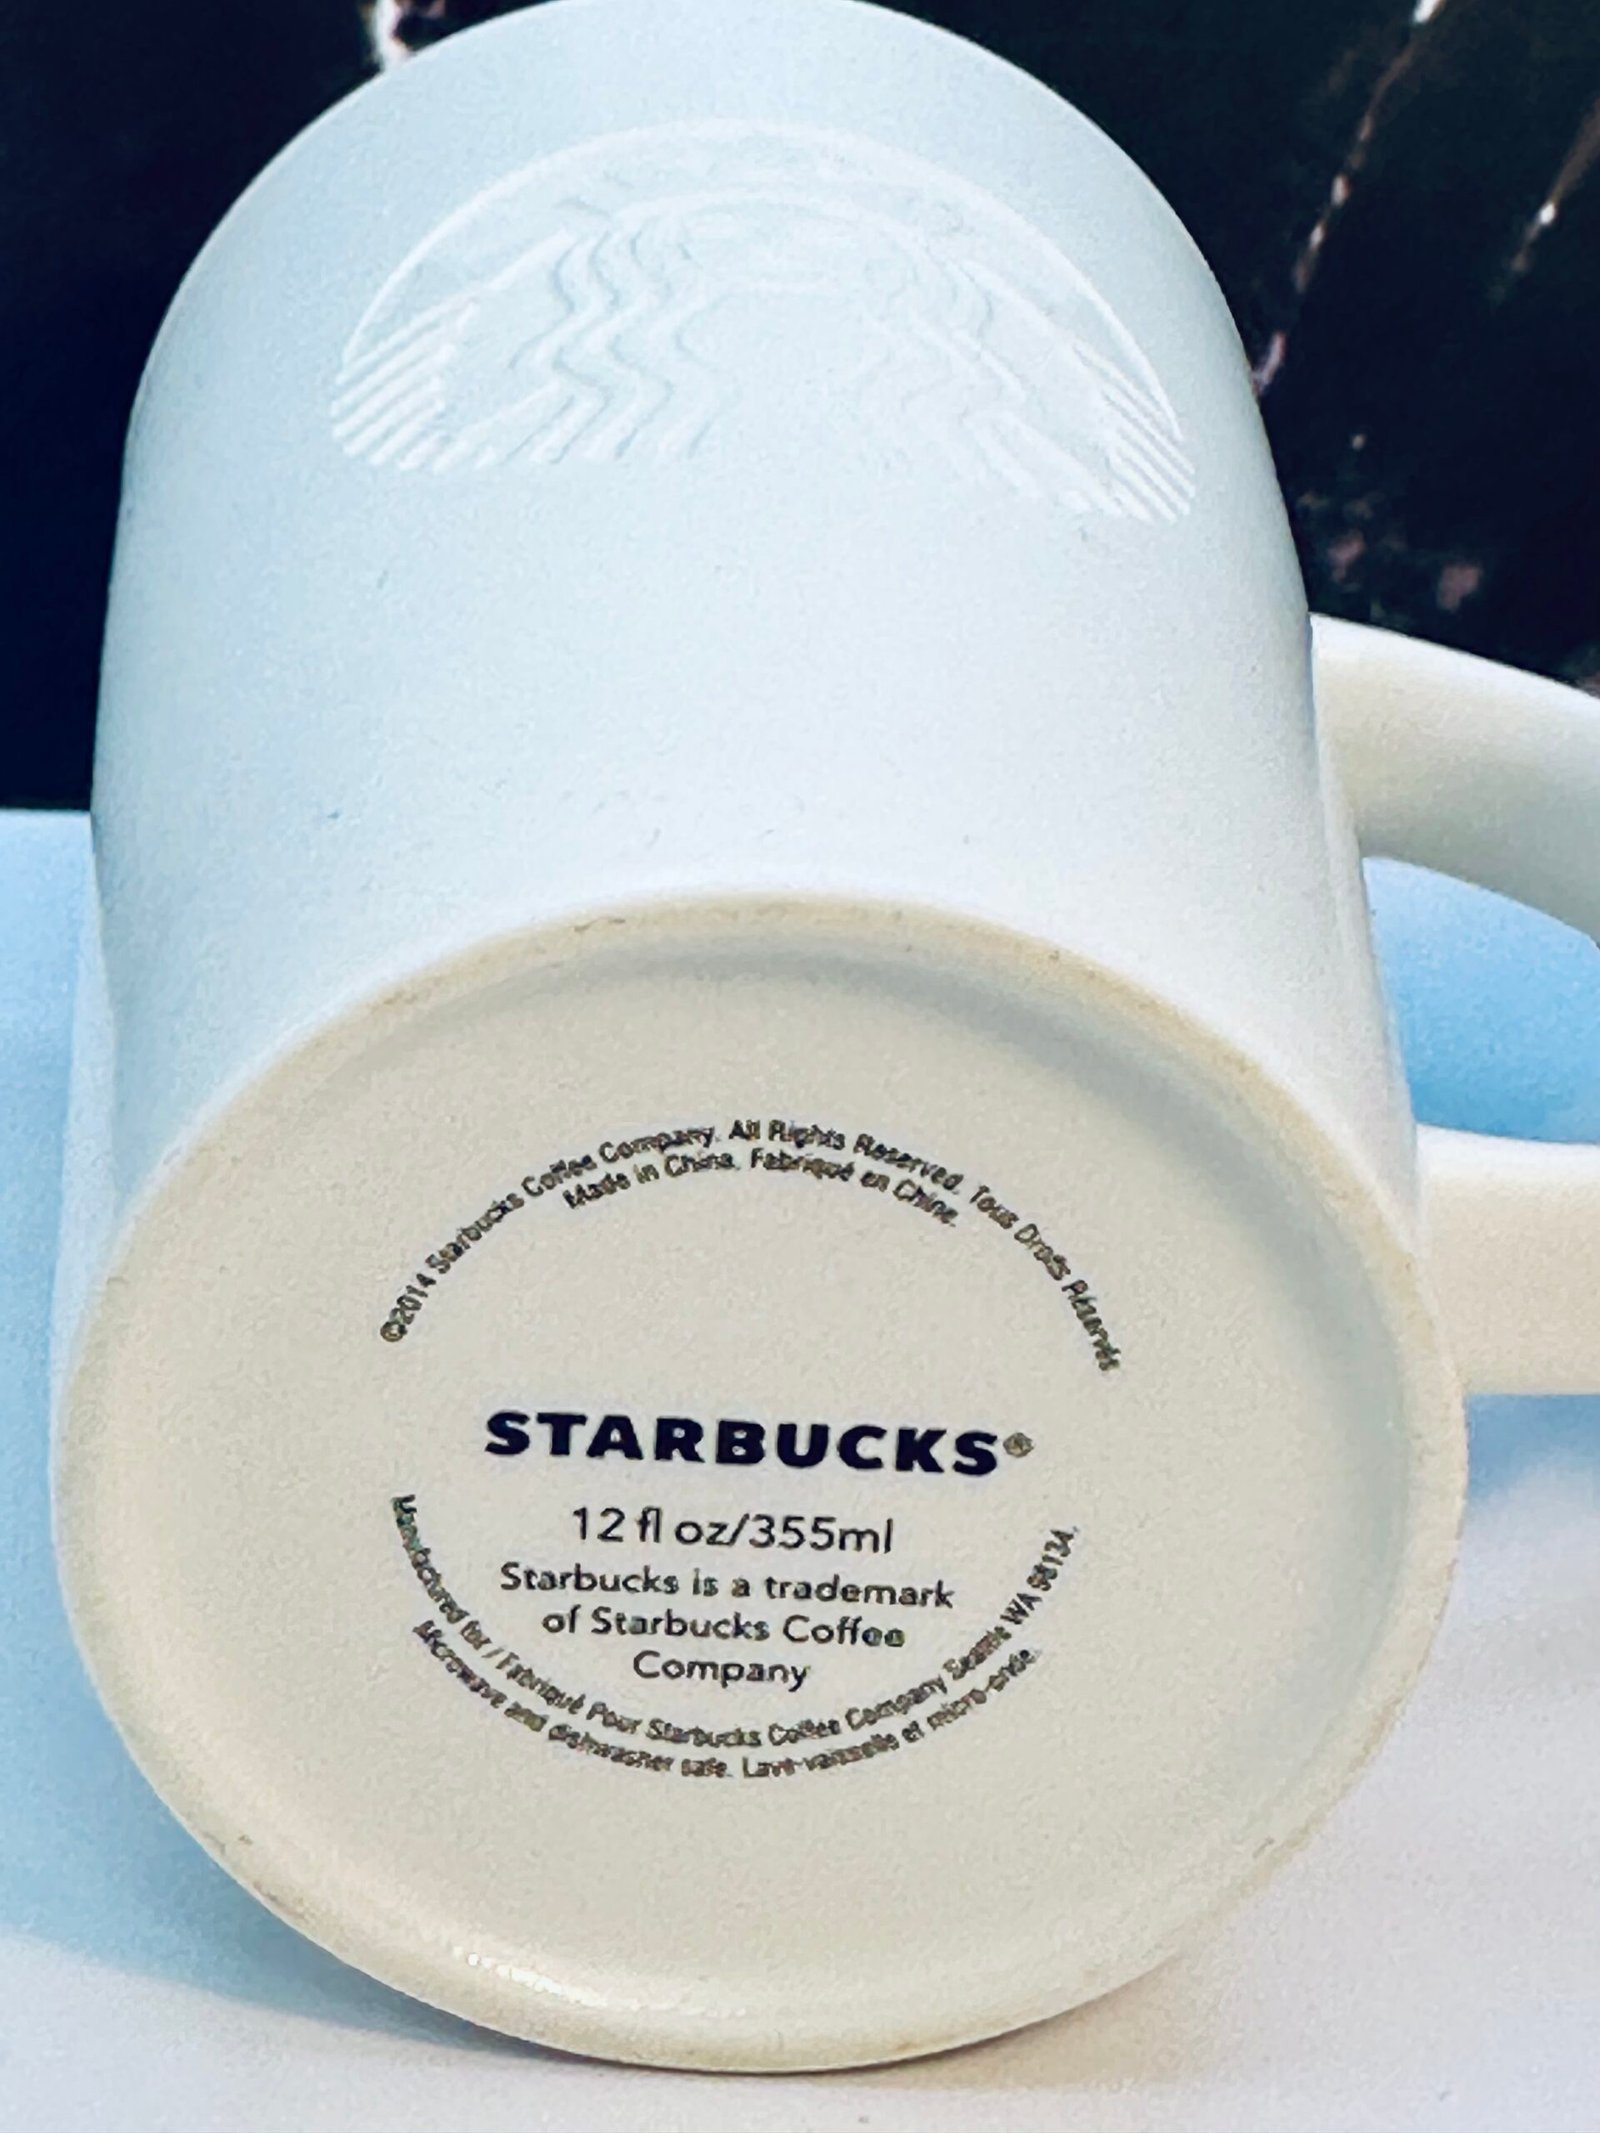 ©2014 Starbucks Coffee Company. All Rights Reserved. Tous Droits Réservés
Made in China. Fabriqué en Chine.
STARBUCKS®
12 fl oz/355ml
Starbucks is a trademark
of Starbucks Coffee
Company
Manufactured for / Fabriqué Pour Starbucks Coffee Company Seattle WA 98134.
Microwave and dishwasher safe. Lave-vaisselle et micro-onde.